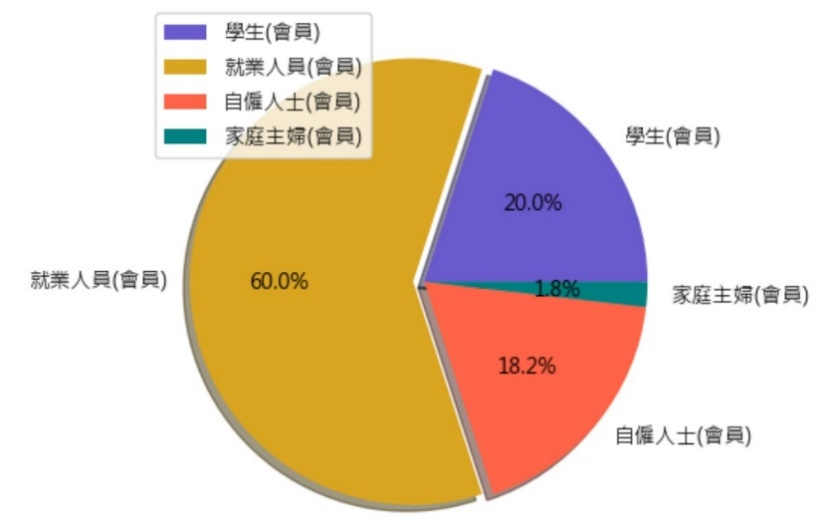 學生(會員)
就業人員(會員)
自僱人士(會員)
家庭主婦(會員)
學生(會員)
20.0%
就業人員(會員)
60.0%
1.8%
家庭主婦(會員)
18.2%
自僱人士(會員)